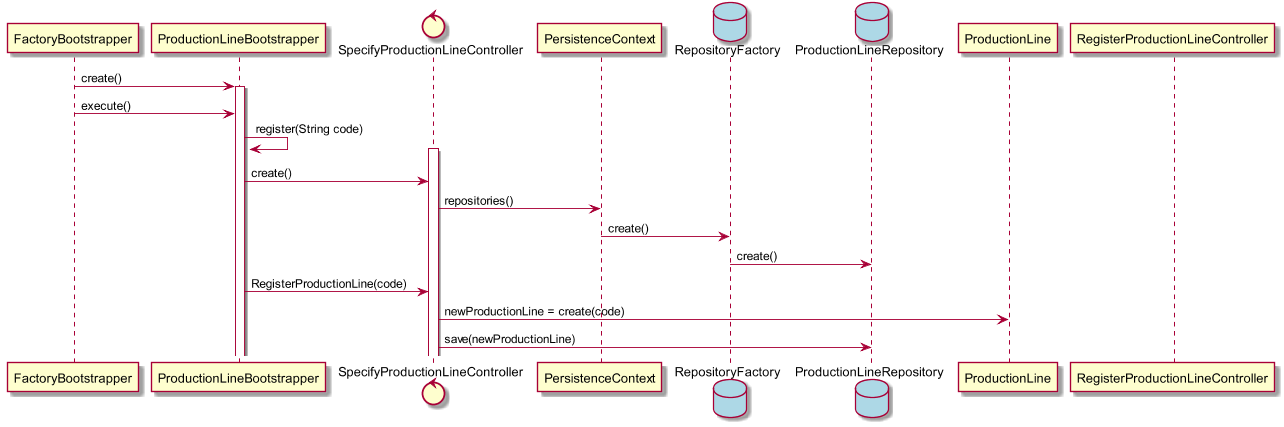 FactoryBootstrapper
ProductionLineBootstrapper
SpecifyProductionLineController
PersistenceContext
RepositoryFactory
ProductionLineRepository
ProductionLine
RegisterProductionLineController
create()
execute()
register(String code)
create()
repositories()
create()
create()
RegisterProductionLine(code)
newProductionLine = create(code)
save(newProductionLine)
FactoryBootstrapper
ProductionLineBootstrapper
SpecifyProductionLineController
PersistenceContext
RepositoryFactory
ProductionLineRepository
ProductionLine
RegisterProductionLineController